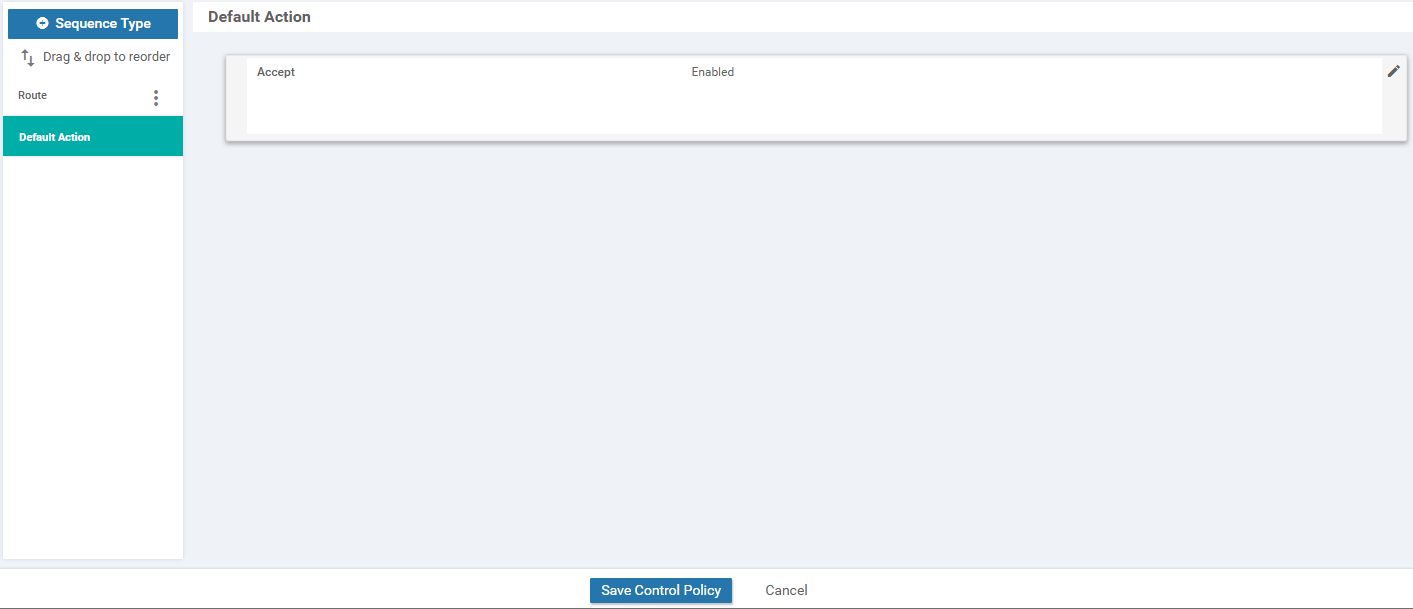 Sequence Type
Drag & drop to reorder
Route
Default Action
Default Action
Accept Enabled
Save Control Policy Cancel